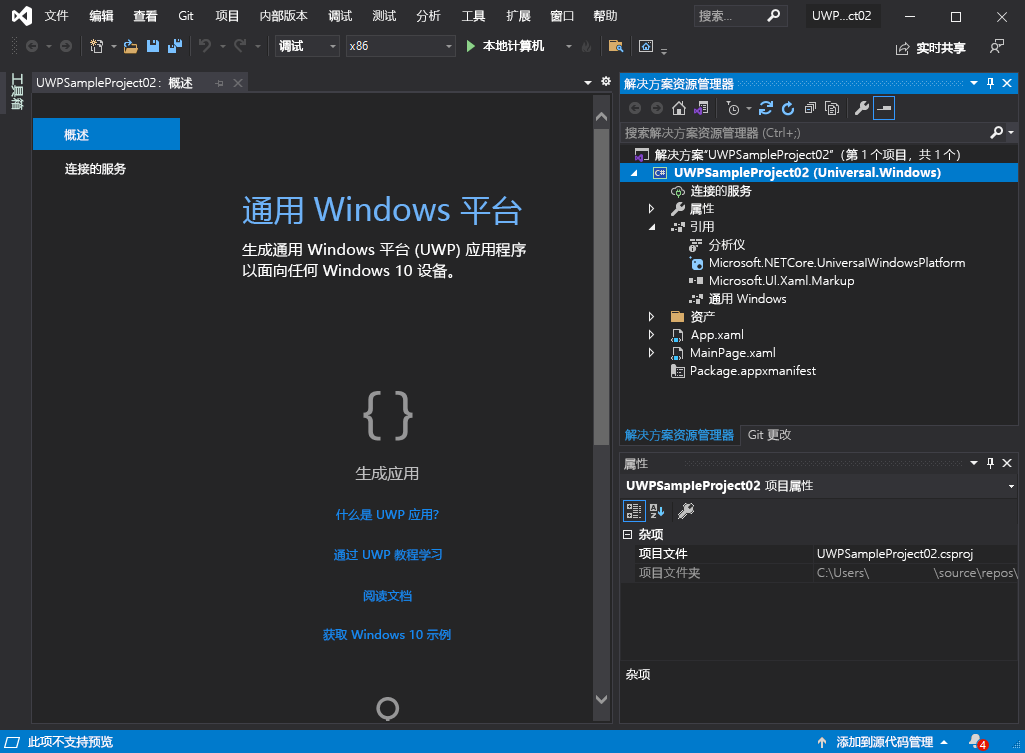 文件 编辑 查看 Git 项目 内部版本 调试 测试 分析 工具 扩展 窗口 帮助 搜索... UWP...ct02
调试 x86 本地计算机 实时共享
工具箱
UWPSampleProject02: 概述
概述
连接的服务
通用 Windows 平台
生成通用 Windows 平台 (UWP) 应用程序
以面向任何 Windows 10 设备。
{ }
生成应用
什么是 UWP 应用?
通过 UWP 教程学习
阅读文档
获取 Windows 10 示例
解决方案资源管理器
搜索解决方案资源管理器 (Ctrl+;)
解决方案"UWPSampleProject02"（第 1 个项目，共 1 个）
C# UWPSampleProject02 (Universal.Windows)
连接的服务
属性
引用
分析仪
Microsoft.NETCore.UniversalWindowsPlatform
Microsoft.UI.Xaml.Markup
通用 Windows
资产
App.xaml
MainPage.xaml
Package.appxmanifest
解决方案资源管理器 Git 更改
属性
UWPSampleProject02 项目属性
杂项
项目文件 UWPSampleProject02.csproj
项目文件夹 C:\Users\ \source\repos\
杂项
此项不支持预览 添加到源代码管理 4